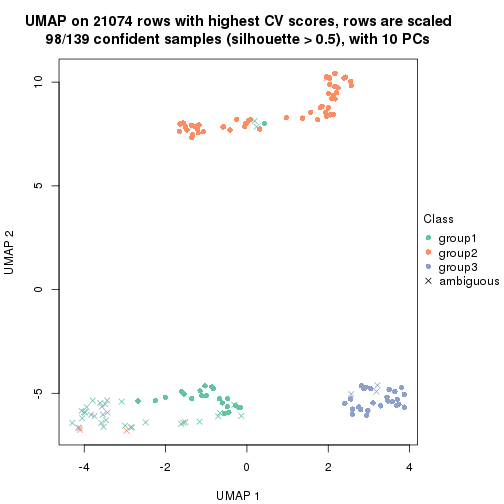 UMAP on 21074 rows with highest CV scores, rows are scaled
98/139 confident samples (silhouette > 0.5), with 10 PCs
10
5
0
-5
UMAP 2
-4
-2
0
2
4
UMAP 1
Class
group1
group2
group3
ambiguous